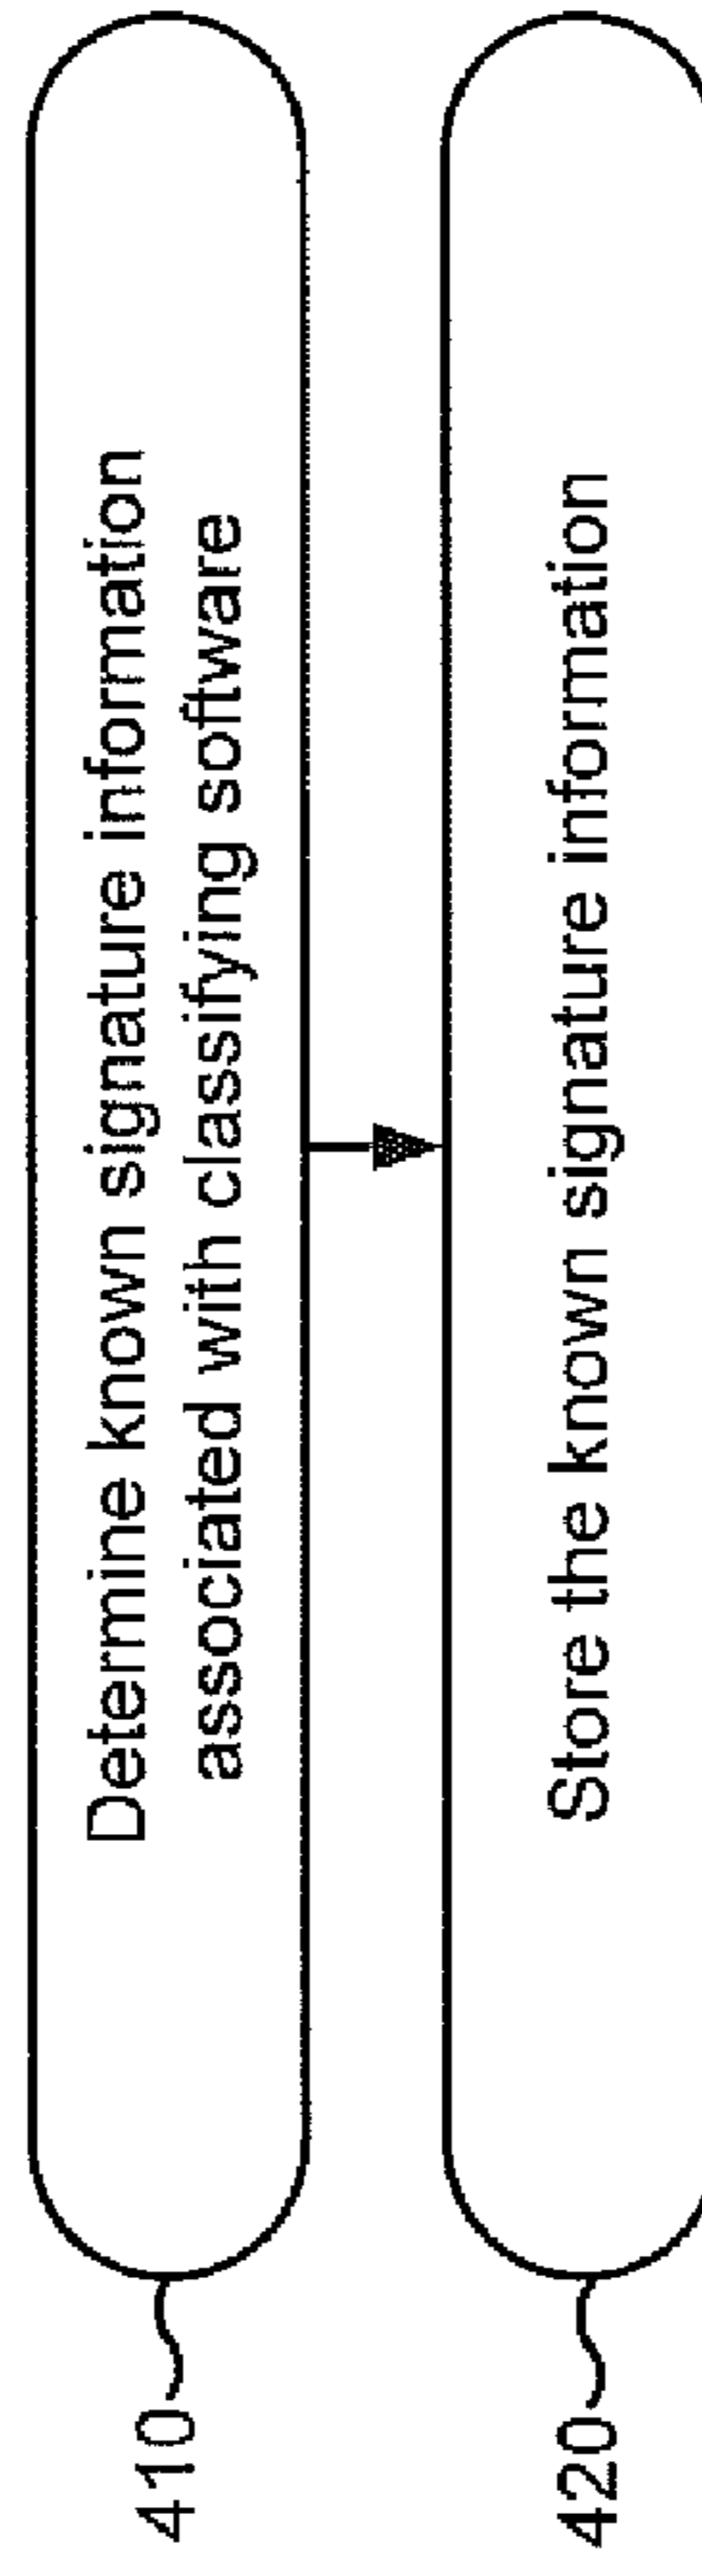 410
Determine known signature information
associated with classifying software
420
Store the known signature information